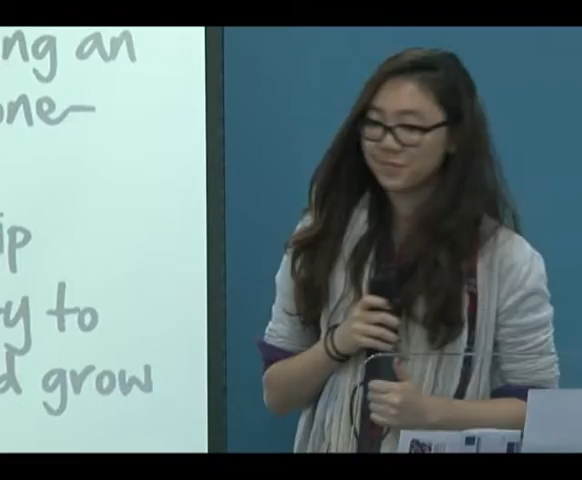 ng an
one-
ip
y to
d grow